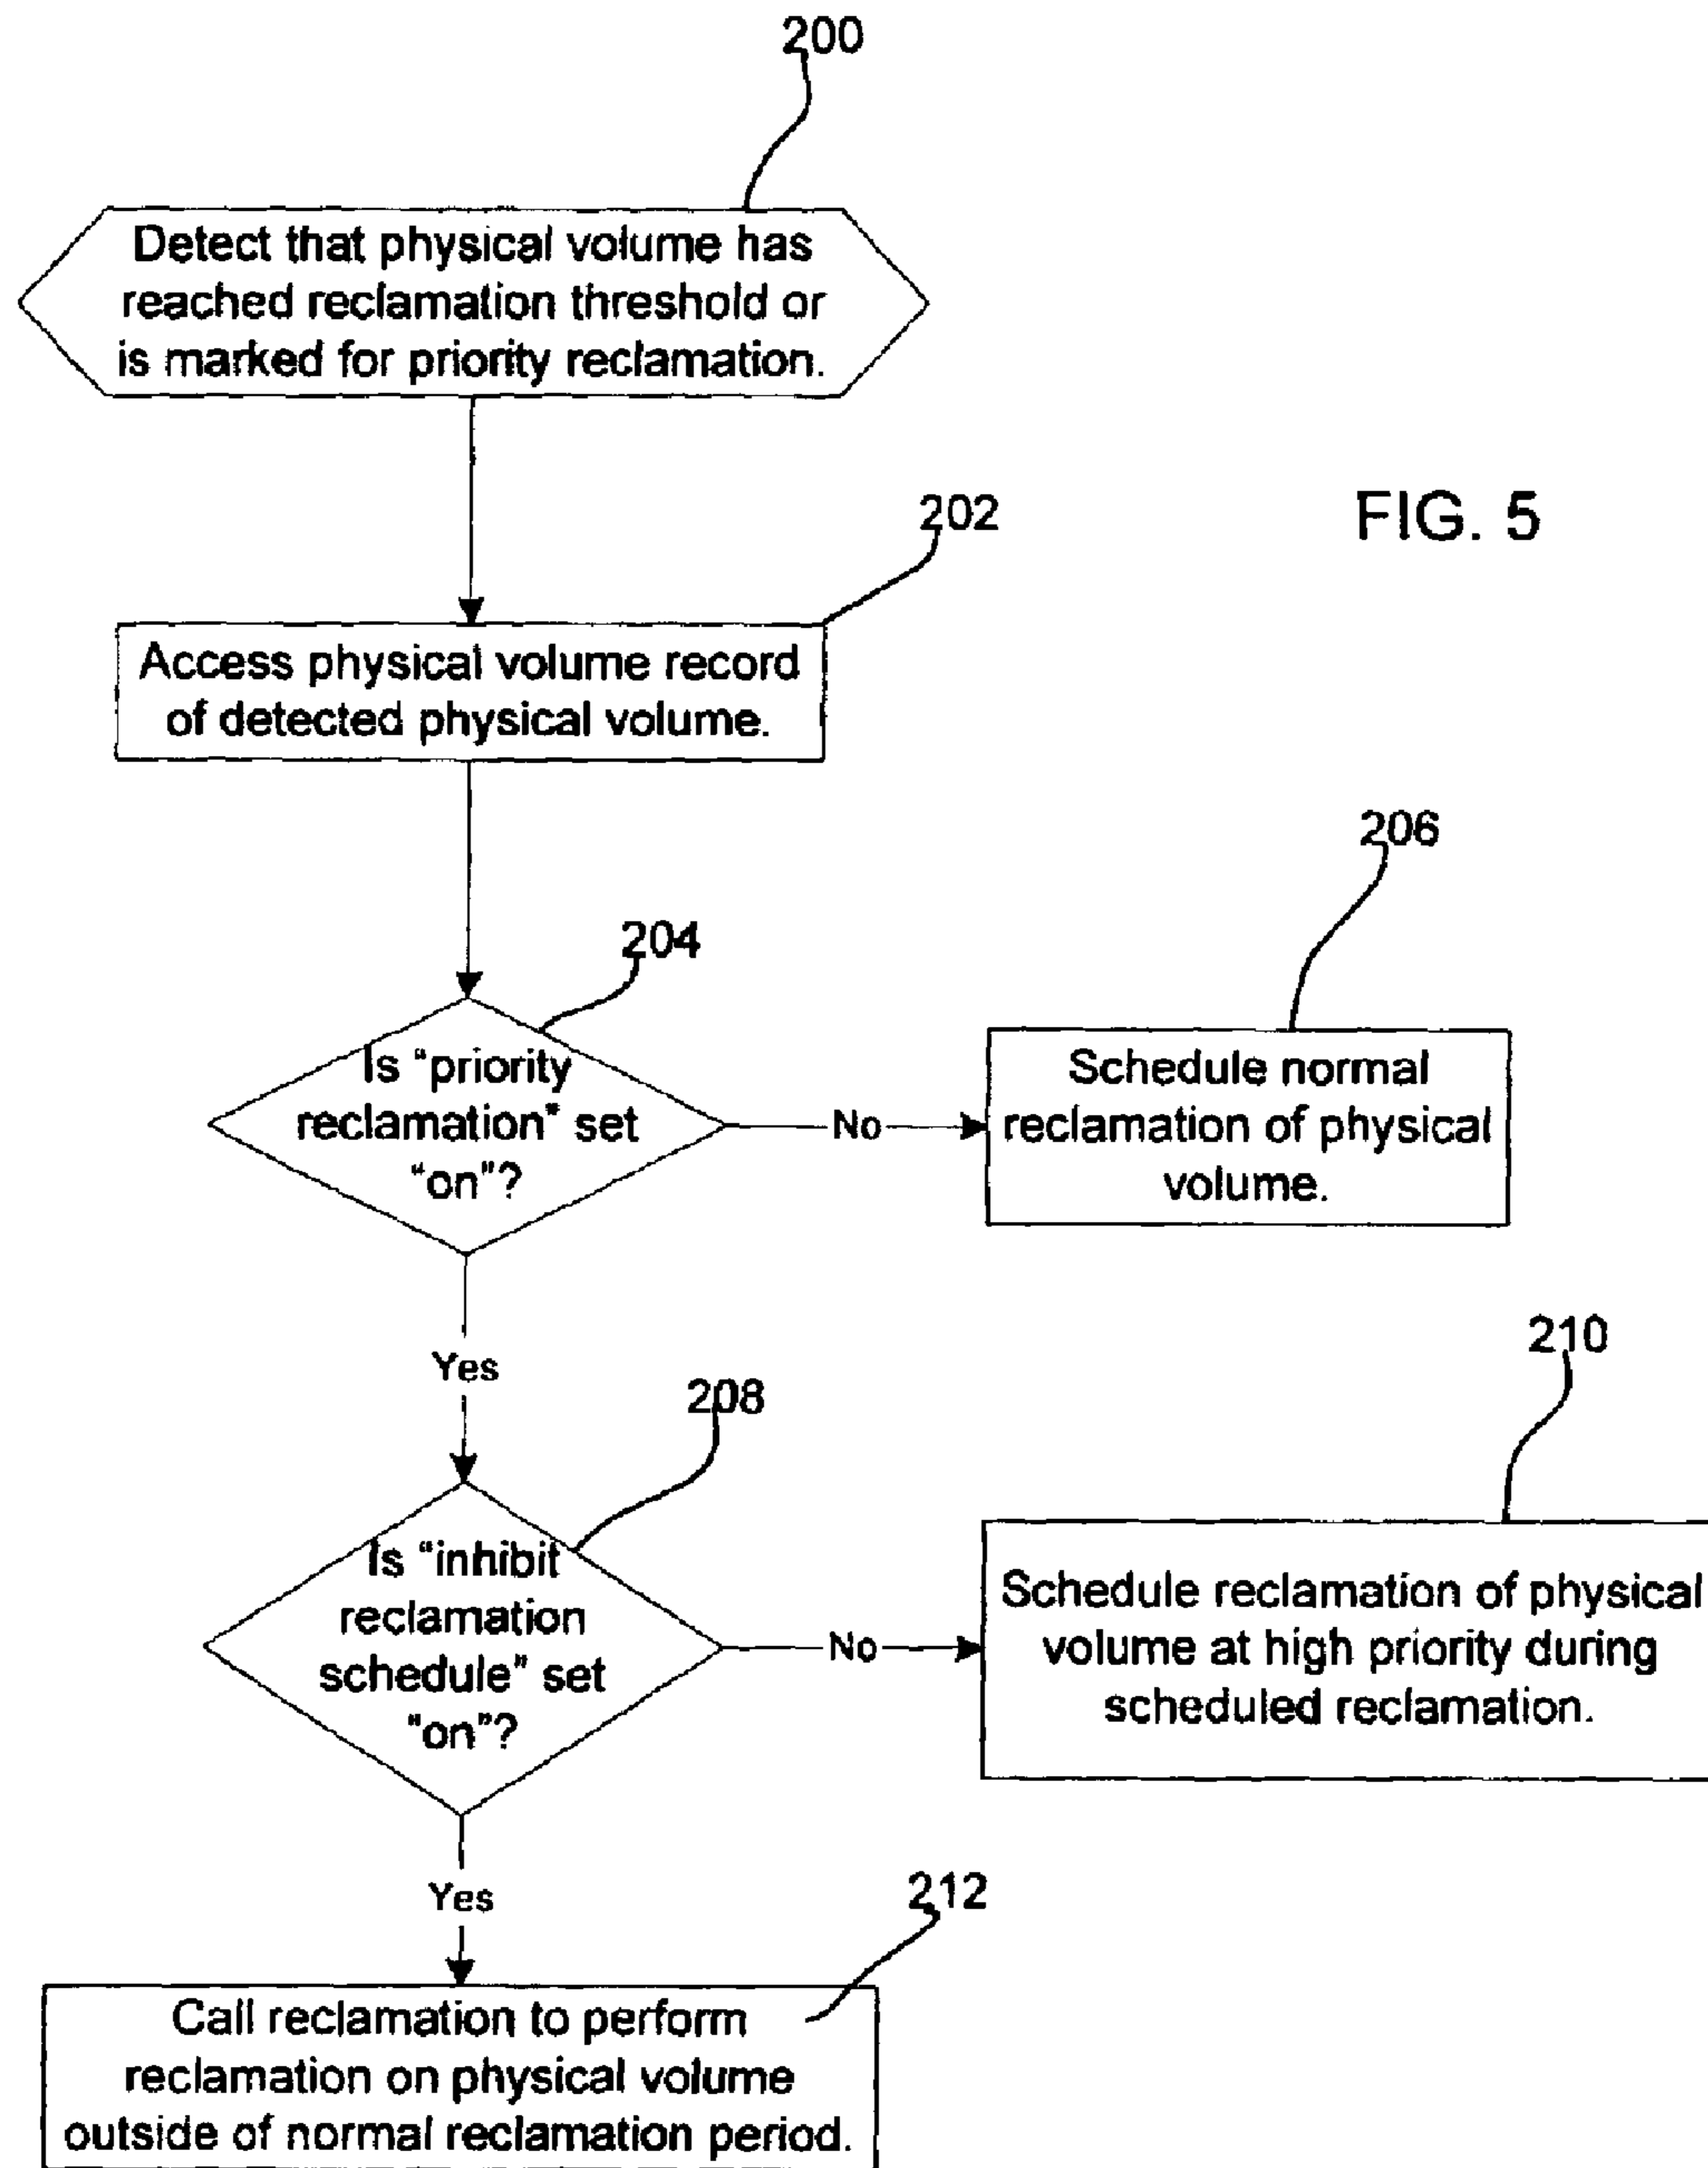 200
Detect that physical volume has
reached reclamation threshold or
is marked for priority reclamation.
FIG. 5
202
Access physical volume record
of detected physical volume.
206
204
Is "priority
reclamation" set
"on"?
No
Schedule normal
reclamation of physical
volume.
Yes
210
208
Is "inhibit
reclamation
schedule" set
"on"?
No
Schedule reclamation of physical
volume at high priority during
scheduled reclamation.
Yes
212
Call reclamation to perform
reclamation on physical volume
outside of normal reclamation period.